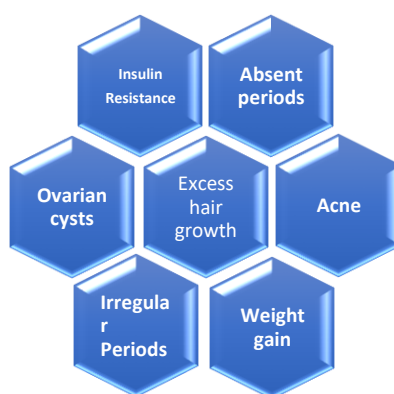 Insulin
Resistance
Absent
periods
Ovarian
cysts
Excess
hair
growth
Acne
Irregula
r
Periods
Weight
gain